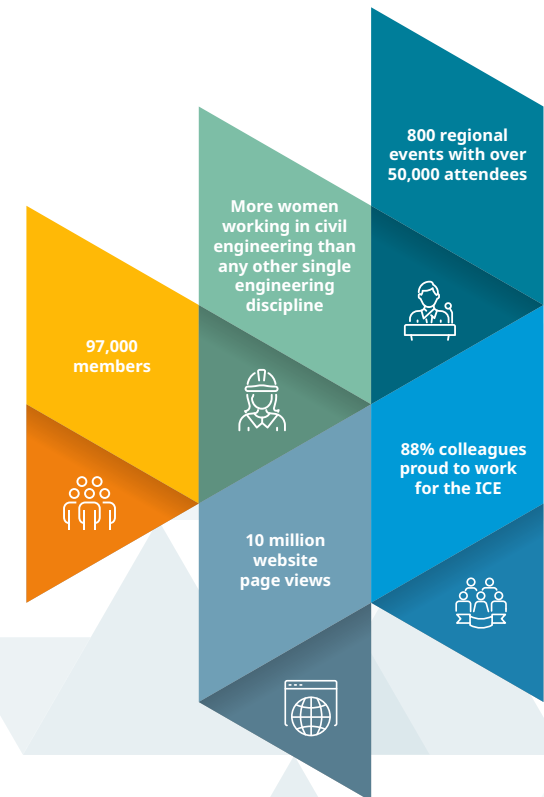 800 regional
events with over
50,000 attendees
More women
working in civil
engineering than
any other single
engineering
discipline
97,000
members
88% colleagues
proud to work
for the ICE
10 million
website
page views